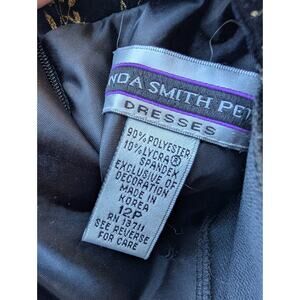 NDA SMITH PET
DRESSES
90% POLYESTER
10% LYCRA®
SPANDEX
EXCLUSIVE OF
DECORATION
MADE IN
KOREA
12P
RN 13711
SEE REVERSE
FOR CARE